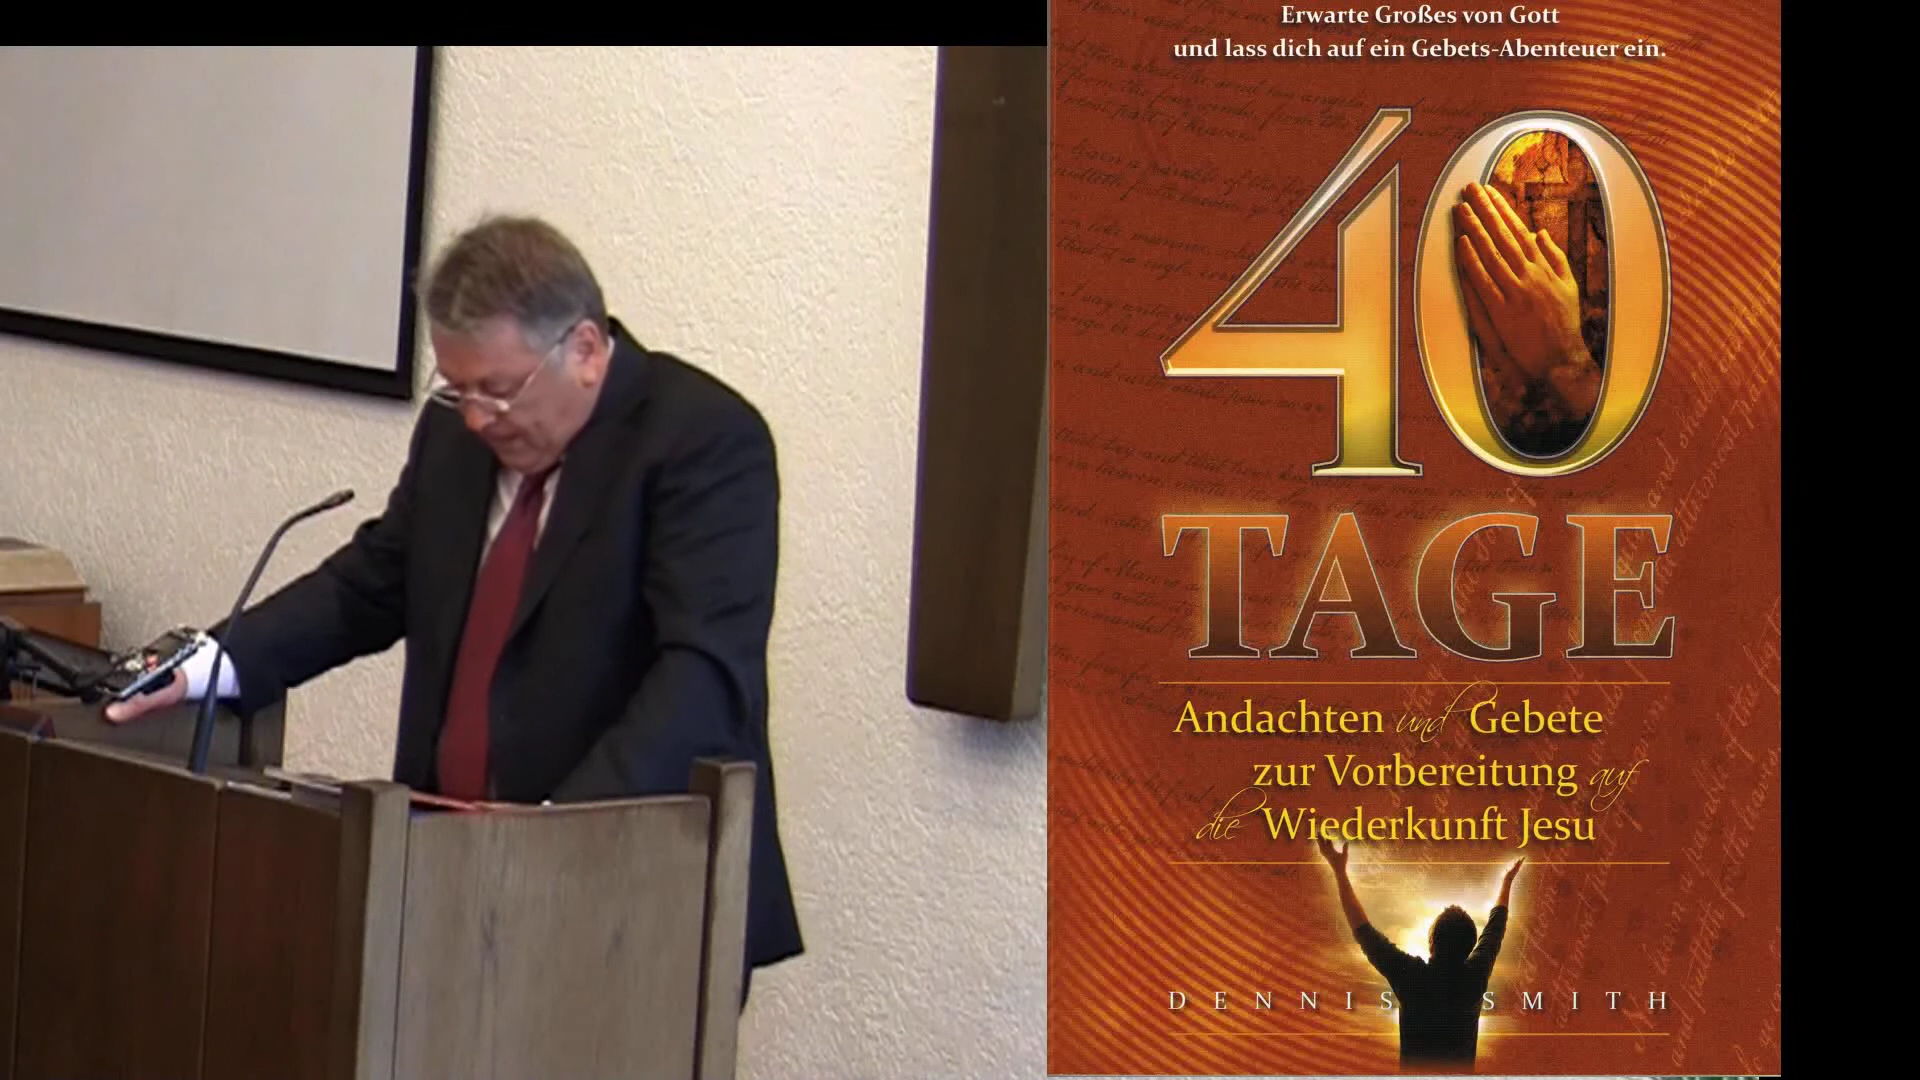 Erwarte Großes von Gott
und lass dich auf ein Gebets-Abenteuer ein.
40
TAGE
Andachten und Gebete
zur Vorbereitung auf
die Wiederkunft Jesu
DENNIS SMITH